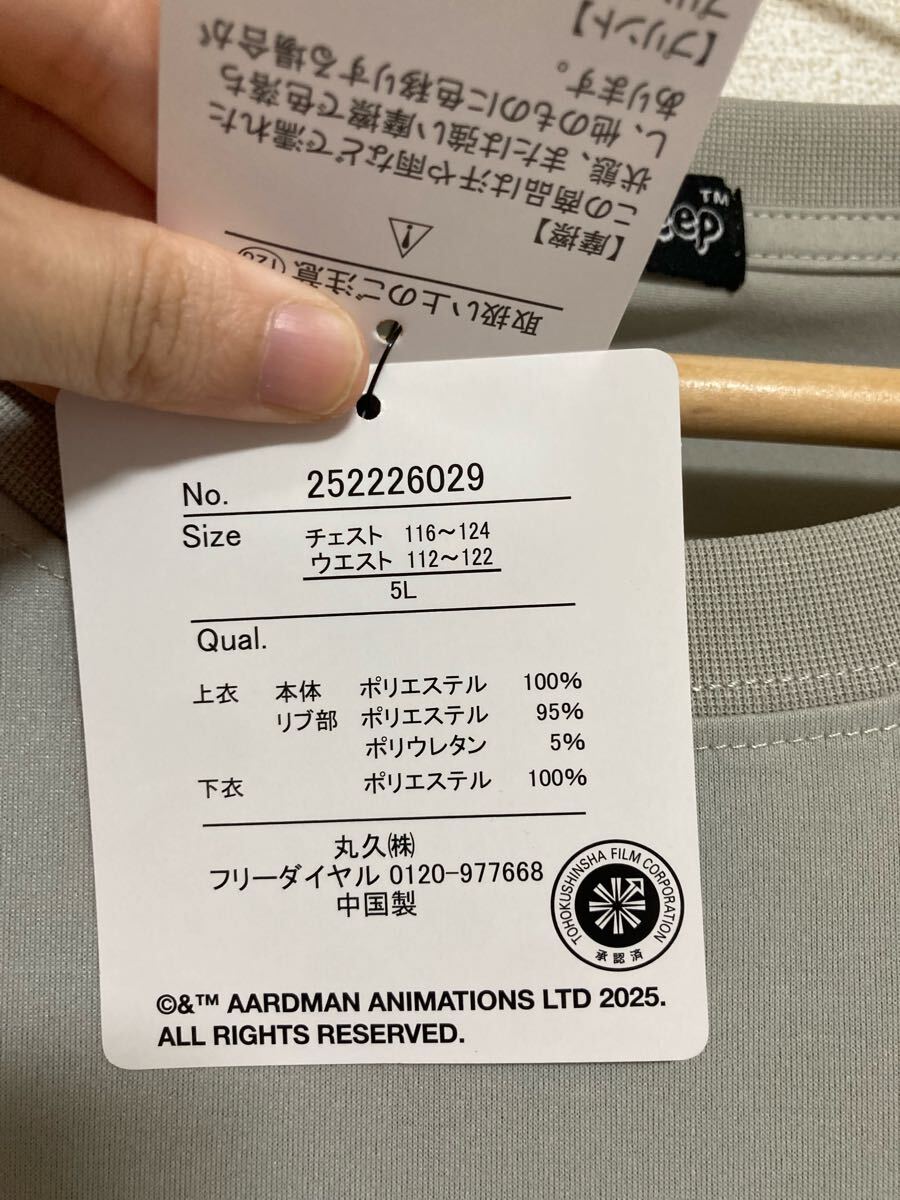 取扱い上のご注意 120
【摩擦】
この商品は汗や雨などで濡れた
状態、または強い摩擦で色落ち
し、他のものに色移りする場合が
あります。
【プリント】
TM
No. 252226029
Size チェスト 116～124
ウエスト 112～122
5L
Qual.
上衣 本体 ポリエステル 100%
リブ部 ポリエステル 95%
ポリウレタン 5%
下衣 ポリエステル 100%
丸久㈱
フリーダイヤル 0120-977668
中国製
TOHOKUSHINSHA FILM CORPORATION
承認済
©&™ AARDMAN ANIMATIONS LTD 2025.
ALL RIGHTS RESERVED.